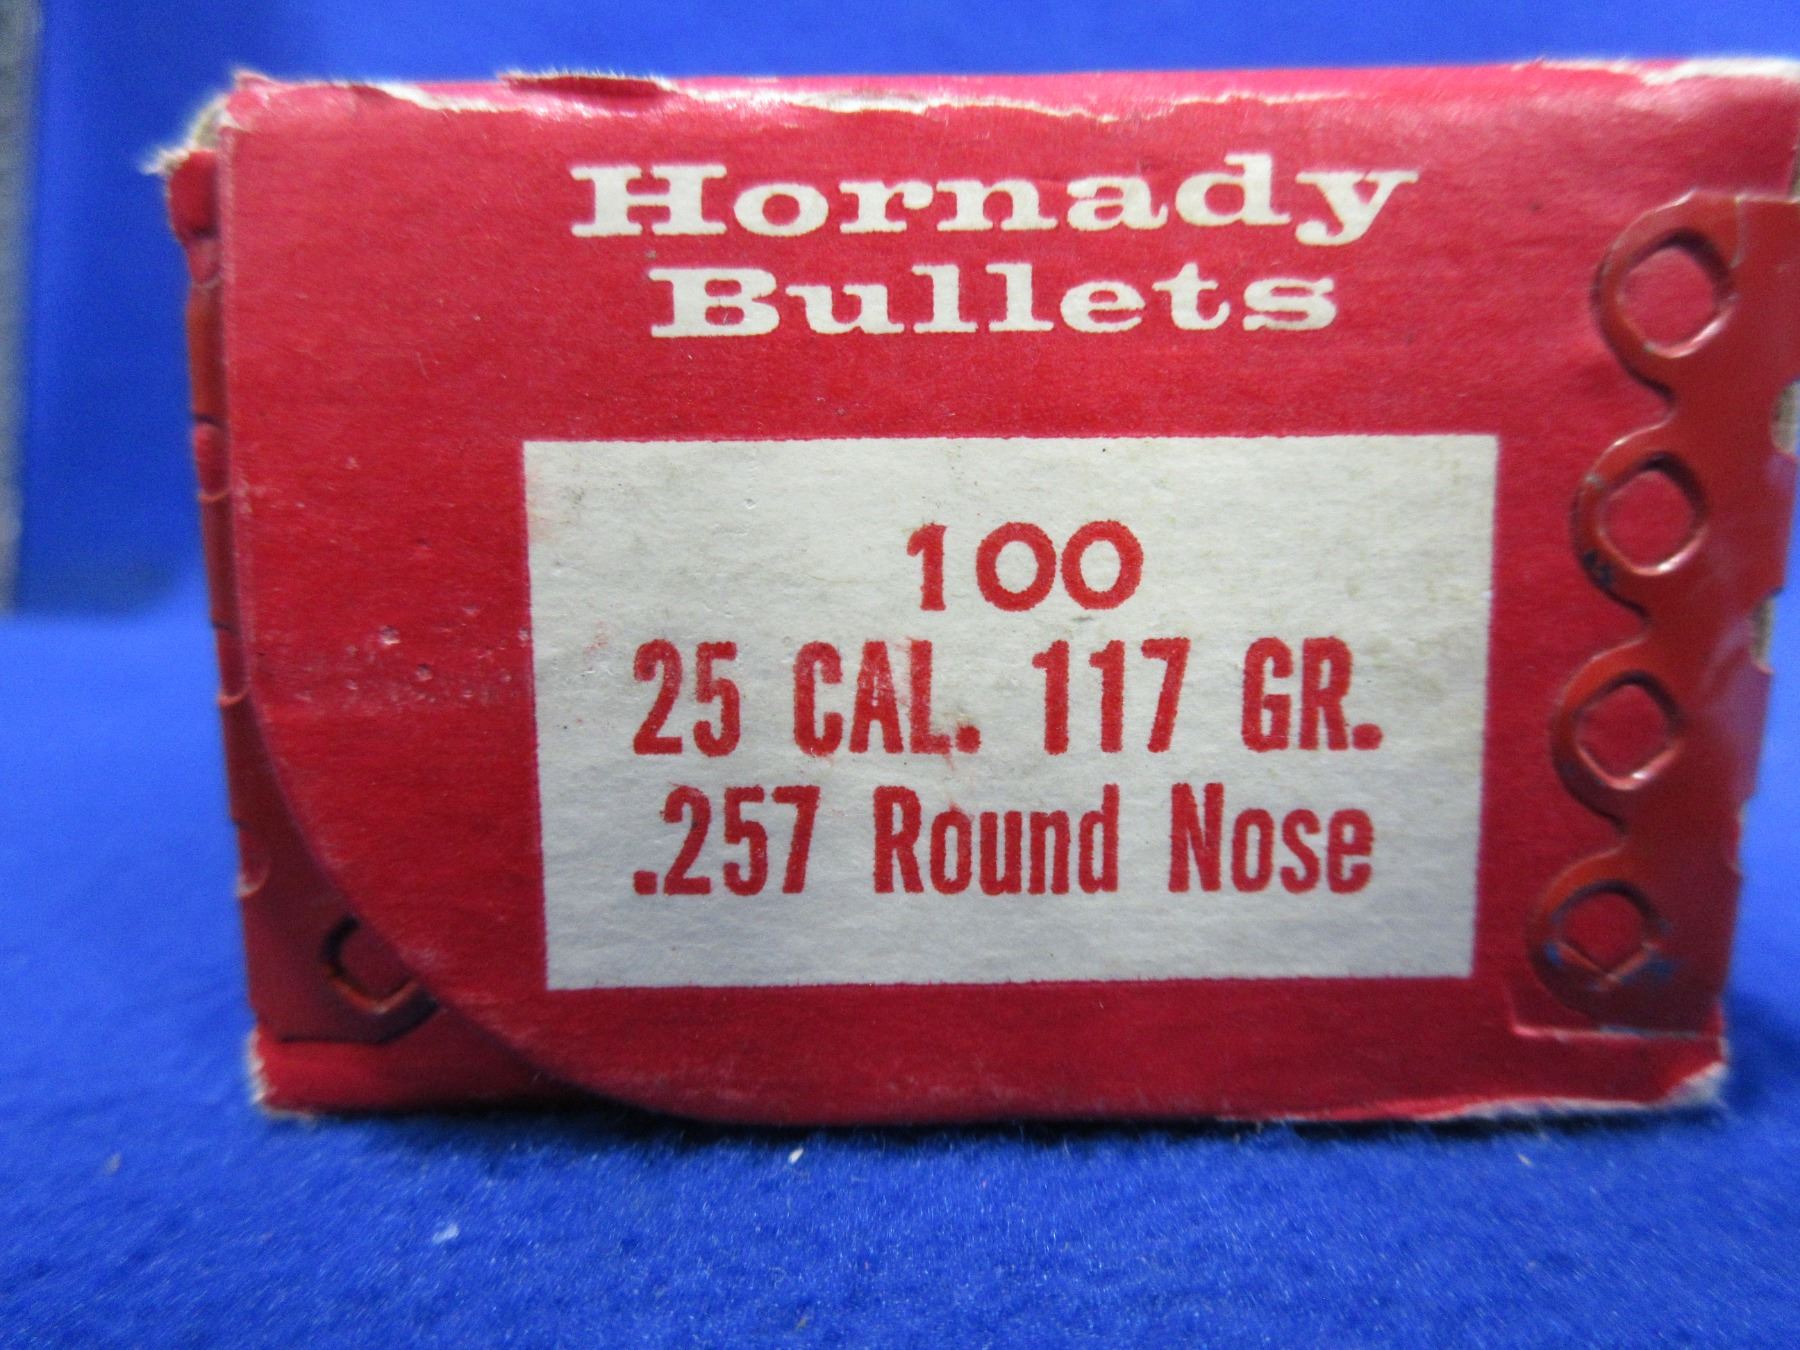 Hornady
Bullets
100
25 CAL. 117 GR.
.257 Round Nose